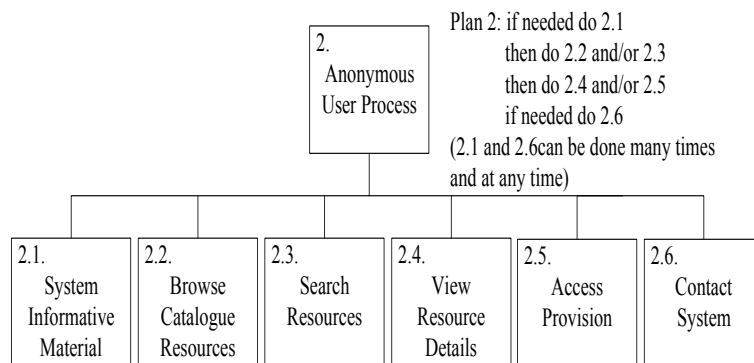 2.
Anonymous
User Process
Plan 2: if needed do 2.1
then do 2.2 and/or 2.3
then do 2.4 and/or 2.5
if needed do 2.6
(2.1 and 2.6can be done many times
and at any time)
2.1.
System
Informative
Material
2.2.
Browse
Catalogue
Resources
2.3.
Search
Resources
2.4.
View
Resource
Details
2.5.
Access
Provision
2.6.
Contact
System